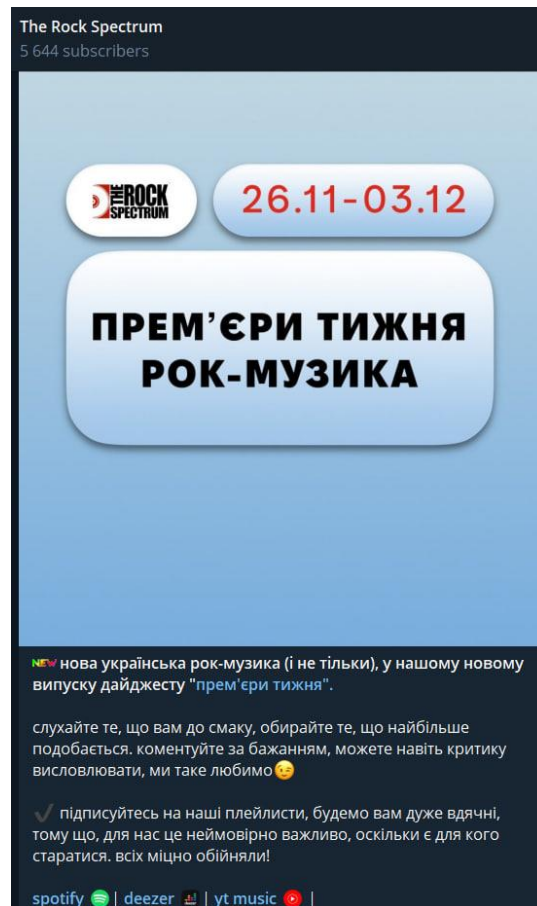 The Rock Spectrum
5 644 subscribers
THE ROCK SPECTRUM
26.11-03.12
ПРЕМ’ЄРИ ТИЖНЯ
РОК-МУЗИКА
NEW нова українська рок-музика (і не тільки), у нашому новому
випуску дайджесту "прем'єри тижня".
слухайте те, що вам до смаку, обирайте те, що найбільше
подобається. коментуйте за бажанням, можете навіть критику
висловлювати, ми таке любимо😉
✔️ підписуйтесь на наші плейлисти, будемо вам дуже вдячні,
тому що, для нас це неймовірно важливо, оскільки є для кого
старатися. всіх міцно обійняли!
spotify | deezer | yt music |